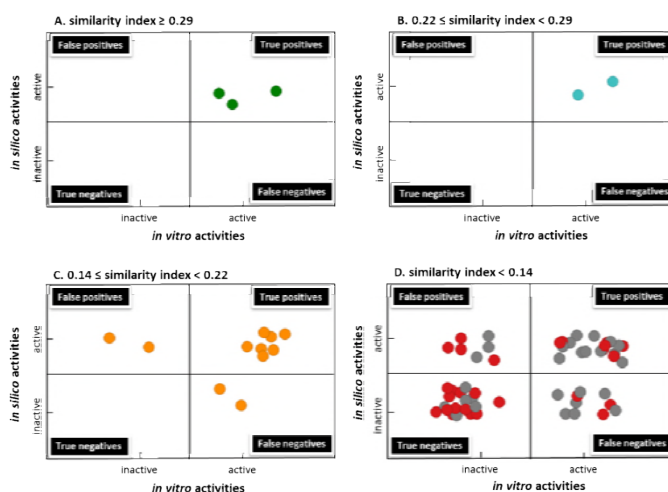 A. similarity index ≥ 0.29
False positives
True positives
in silico activities
active
inactive
True negatives
False negatives
inactive
active
in vitro activities
B. 0.22 ≤ similarity index < 0.29
False positives
True positives
in silico activities
active
inactive
True negatives
False negatives
inactive
active
in vitro activities
C. 0.14 ≤ similarity index < 0.22
False positives
True positives
in silico activities
active
inactive
True negatives
False negatives
inactive
active
in vitro activities
D. similarity index < 0.14
False positives
True positives
in silico activities
active
inactive
True negatives
False negatives
inactive
active
in vitro activities